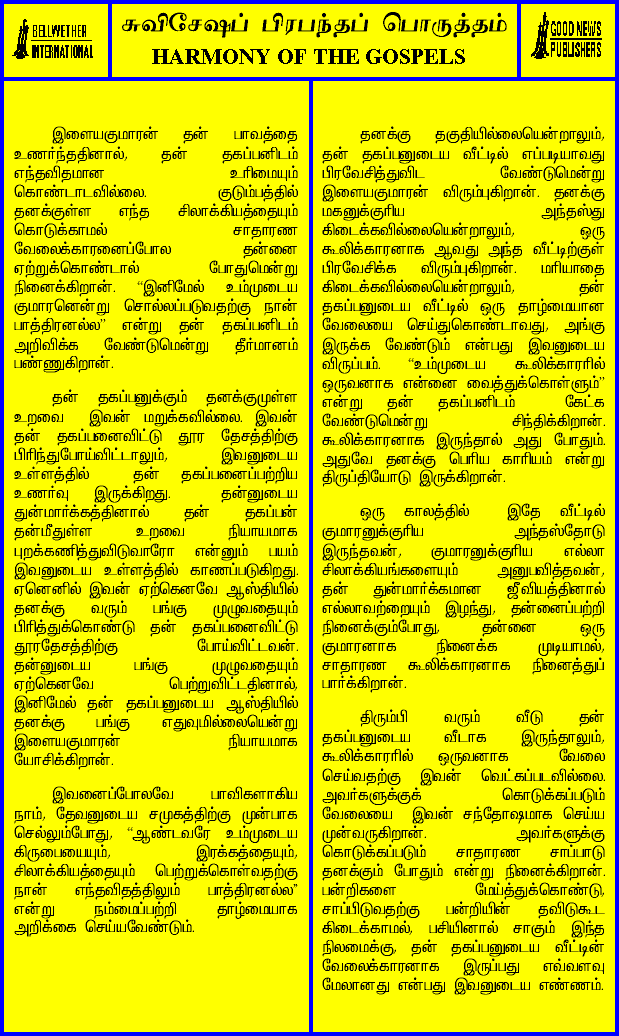 BELLWETHER
INTERNATIONAL
சுவிசேஷப் பிரபந்தப் பொருத்தம்
HARMONY OF THE GOSPELS
GOOD NEWS
PUBLISHERS
இளையகுமாரன் தன் பாவத்தை
உணர்ந்ததினால், தன் தகப்பனிடம்
எந்தவிதமான உரிமையும்
கொண்டாடவில்லை. குடும்பத்தில்
தனக்குள்ள எந்த சிலாக்கியத்தையும்
கொடுக்காமல் சாதாரண
வேலைக்காரனைப்போல தன்னை
ஏற்றுக்கொண்டால் போதுமென்று
நினைக்கிறான். “இனிமேல் உம்முடைய
குமாரனென்று சொல்லப்படுவதற்கு நான்
பாத்திரனல்ல” என்று தன் தகப்பனிடம்
அறிவிக்க வேண்டுமென்று தீர்மானம்
பண்ணுகிறான்.
தன் தகப்பனுக்கும் தனக்குமுள்ள
உறவை இவன் மறுக்கவில்லை. இவன்
தன் தகப்பனைவிட்டு தூர தேசத்திற்கு
பிரிந்துபோய்விட்டாலும், இவனுடைய
உள்ளத்தில் தன் தகப்பனைப்பற்றிய
உணர்வு இருக்கிறது. தன்னுடைய
துன்மார்க்கத்தினால் தன் தகப்பன்
தன்மீதுள்ள உறவை நியாயமாக
புறக்கணித்துவிடுவாரோ என்னும் பயம்
இவனுடைய உள்ளத்தில் காணப்படுகிறது.
ஏனெனில் இவன் ஏற்கெனவே ஆஸ்தியில்
தனக்கு வரும் பங்கு முழுவதையும்
பிரித்துக்கொண்டு தன் தகப்பனைவிட்டு
தூரதேசத்திற்கு போய்விட்டவன்.
தன்னுடைய பங்கு முழுவதையும்
ஏற்கெனவே பெற்றுவிட்டதினால்,
இனிமேல் தன் தகப்பனுடைய ஆஸ்தியில்
தனக்கு பங்கு எதுவுமில்லையென்று
இளையகுமாரன் நியாயமாக
யோசிக்கிறான்.
இவனைப்போலவே பாவிகளாகிய
நாம், தேவனுடைய சமுகத்திற்கு முன்பாக
செல்லும்போது, “ஆண்டவரே உம்முடைய
கிருபையையும், இரக்கத்தையும்,
சிலாக்கியத்தையும் பெற்றுக்கொள்வதற்கு
நான் எந்தவிதத்திலும் பாத்திரனல்ல”
என்று நம்மைப்பற்றி தாழ்மையாக
அறிக்கை செய்யவேண்டும்.
தனக்கு தகுதியில்லையென்றாலும்,
தன் தகப்பனுடைய வீட்டில் எப்படியாவது
பிரவேசித்துவிட வேண்டுமென்று
இளையகுமாரன் விரும்புகிறான். தனக்கு
மகனுக்குரிய அந்தஸ்து
கிடைக்கவில்லையென்றாலும், ஒரு
கூலிக்காரனாக ஆவது அந்த வீட்டிற்குள்
பிரவேசிக்க விரும்புகிறான். மரியாதை
கிடைக்கவில்லையென்றாலும், தன்
தகப்பனுடைய வீட்டில் ஒரு தாழ்மையான
வேலையை செய்துகொண்டாவது, அங்கு
இருக்க வேண்டும் என்பது இவனுடைய
விருப்பம். “உம்முடைய கூலிக்காரரில்
ஒருவனாக என்னை வைத்துக்கொள்ளும்”
என்று தன் தகப்பனிடம் கேட்க
வேண்டுமென்று சிந்திக்கிறான்.
கூலிக்காரனாக இருந்தால் அது போதும்.
அதுவே தனக்கு பெரிய காரியம் என்று
திருப்தியோடு இருக்கிறான்.
ஒரு காலத்தில் இதே வீட்டில்
குமாரனுக்குரிய அந்தஸ்தோடு
இருந்தவன், குமாரனுக்குரிய எல்லா
சிலாக்கியங்களையும் அனுபவித்தவன்,
தன் துன்மார்க்கமான ஜீவியத்தினால்
எல்லாவற்றையும் இழந்து, தன்னைப்பற்றி
நினைக்கும்போது, தன்னை ஒரு
குமாரனாக நினைக்க முடியாமல்,
சாதாரண கூலிக்காரனாக நினைத்துப்
பார்க்கிறான்.
திரும்பி வரும் வீடு தன்
தகப்பனுடைய வீடாக இருந்தாலும்,
கூலிக்காரரில் ஒருவனாக வேலை
செய்வதற்கு இவன் வெட்கப்படவில்லை.
அவர்களுக்குக் கொடுக்கப்படும்
வேலையை இவன் சந்தோஷமாக செய்ய
முன்வருகிறான். அவர்களுக்கு
கொடுக்கப்படும் சாதாரண சாப்பாடு
தனக்கும் போதும் என்று நினைக்கிறான்.
பன்றிகளை மேய்த்துக்கொண்டு,
சாப்பிடுவதற்கு பன்றியின் தவிடுகூட
கிடைக்காமல், பசியினால் சாகும் இந்த
நிலமைக்கு, தன் தகப்பனுடைய வீட்டின்
வேலைக்காரனாக இருப்பது எவ்வளவு
மேலானது என்பது இவனுடைய எண்ணம்.